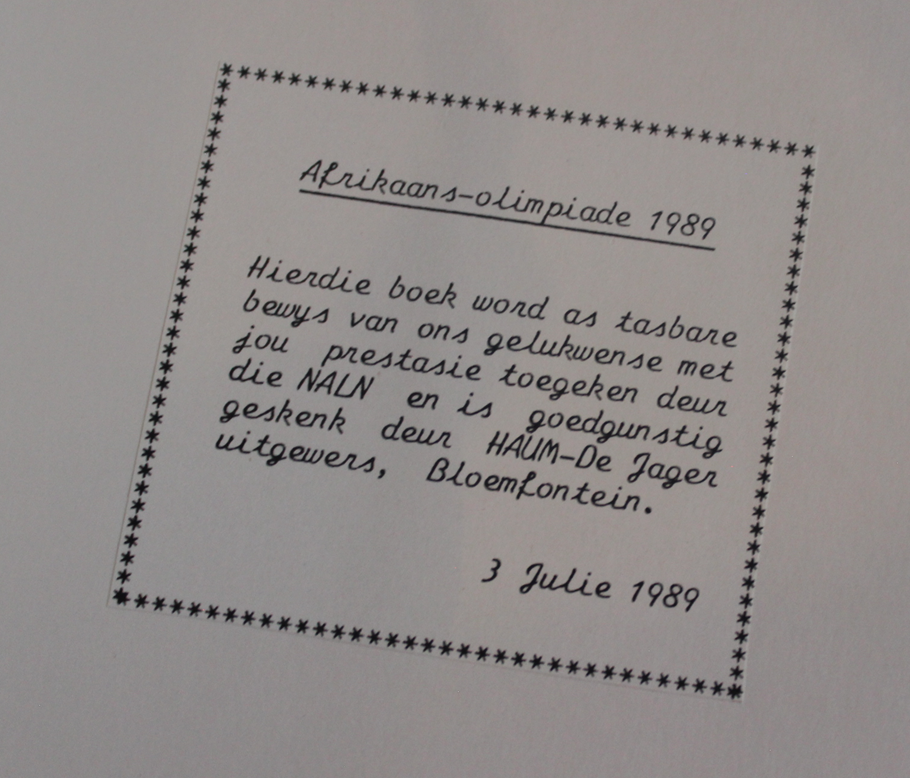 Afrikaans-olimpiade 1989
Hierdie boek word as tasbare
bewys van ons gelukwense met
jou prestasie toegeken deur
die NALN en is goedgunstig
geskenk deur HAUM-De Jager
uitgewers, Bloemfontein.
3 Julie 1989